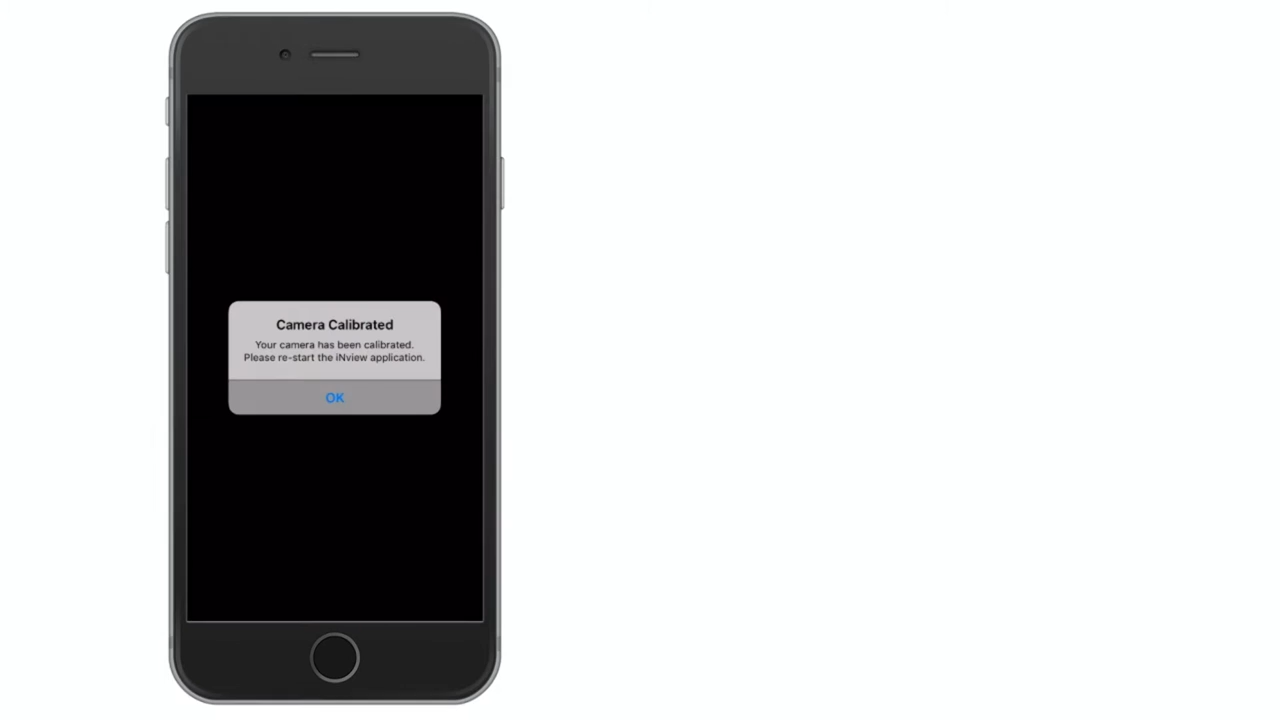 Camera Calibrated
Your camera has been calibrated.
Please re-start the iNview application.
OK